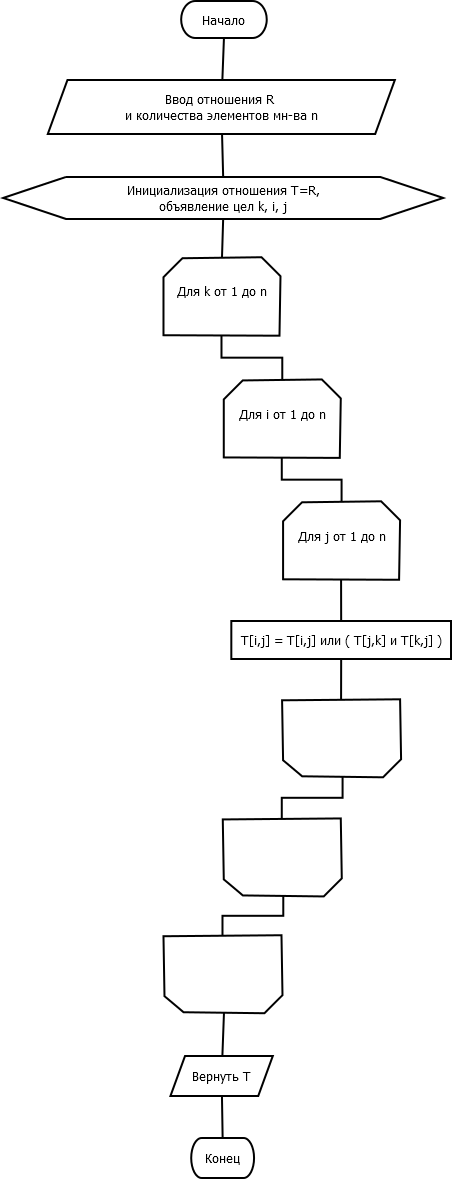 Начало
Ввод отношения R
и количества элементов мн-ва n
Инициализация отношения T=R,
объявление цел k, i, j
Для k от 1 до n
Для i от 1 до n
Для j от 1 до n
T[i,j] = T[i,j] или ( T[j,k] и T[k,j] )
Вернуть T
Конец